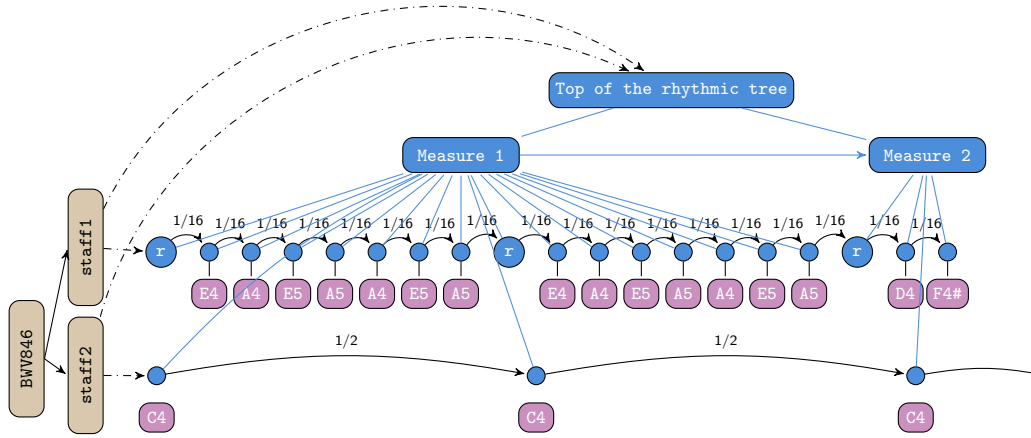 Top of the rhythmic tree
Measure 1
Measure 2
1/16 1/16 1/16 1/16 1/16 1/16 1/16 1/16 1/16 1/16 1/16 1/16 1/16 1/16 1/16 1/16 1/16 1/16
staff1
r r r
E4 A4 E5 A5 A4 E5 A5 E4 A4 E5 A5 A4 E5 A5 D4 F4#
BWV846
staff2
1/2 1/2
C4 C4 C4